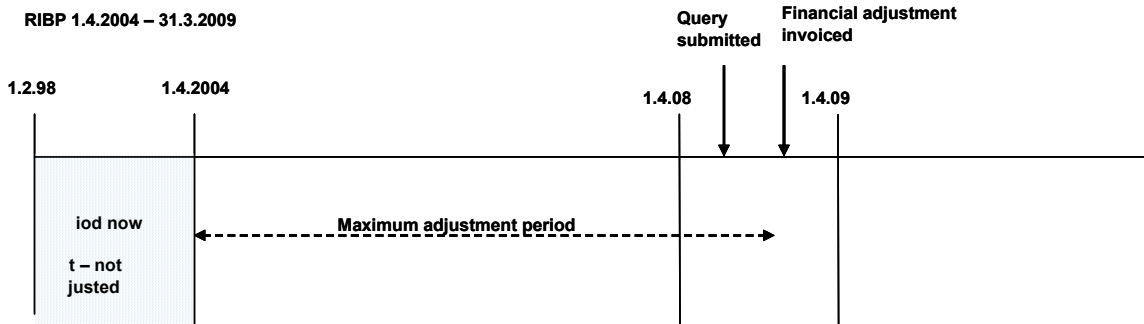 RIBP 1.4.2004 – 31.3.2009
Query
submitted
Financial adjustment
invoiced
1.2.98
1.4.2004
1.4.08
1.4.09
iod now
t – not
justed
Maximum adjustment period